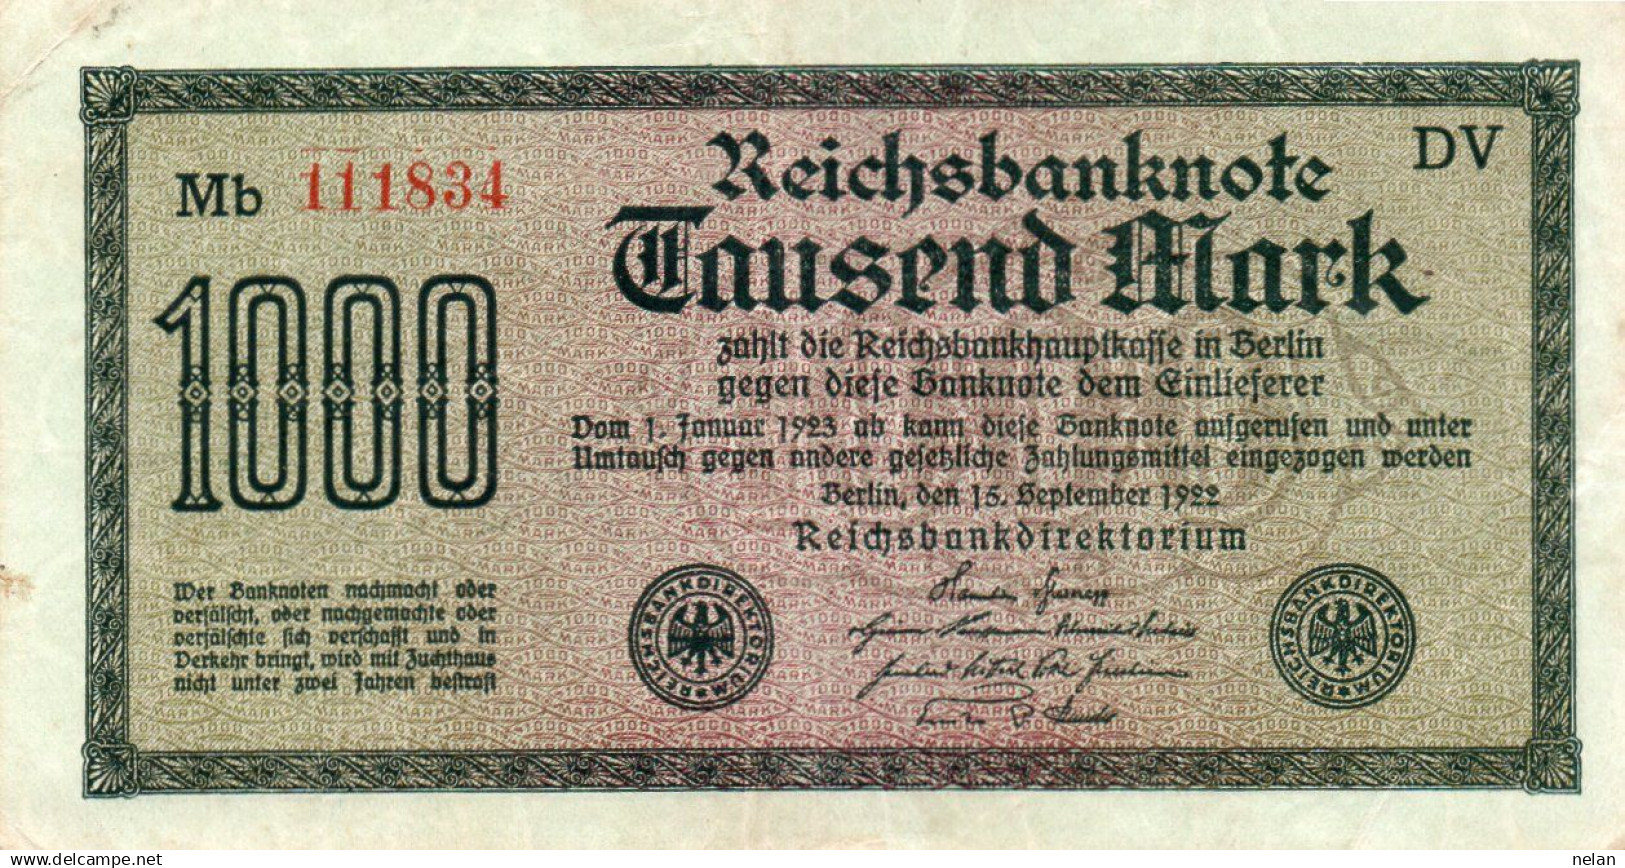 Mb 111834
DV
Reichsbanknote
Tausend Mark
1000
zahlt die Reichsbankhauptkasse in Berlin
gegen diese Banknote dem Einlieferer
Vom 1. Januar 1923 ab kann diese Banknote aufgerufen und unter
Umtausch gegen andere gesetzliche Zahlungsmittel eingezogen werden
Berlin, den 15. September 1922
Reichsbankdirektorium
Wer Banknoten nachmacht oder
verfälscht, oder nachgemachte oder
verfälschte sich verschafft und in
Verkehr bringt, wird mit Zuchthaus
nicht unter zwei Jahren bestraft
REICHSBANKDIREKTORIUM
REICHSBANKDIREKTORIUM
www.delcampe.net
nelan